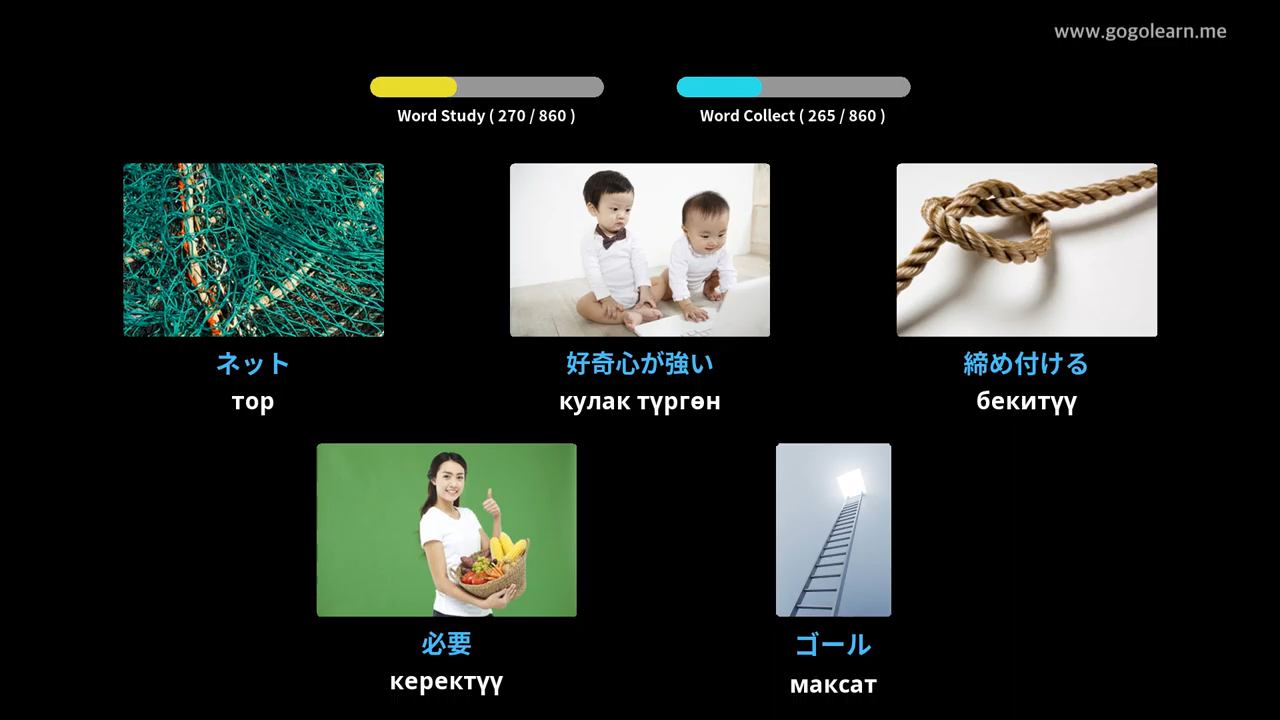 www.gogolearn.me
Word Study ( 270 / 860 )
Word Collect ( 265 / 860 )
ネット
тор
好奇心が強い
кулак түргөн
締め付ける
бекитүү
必要
керектүү
ゴール
максат